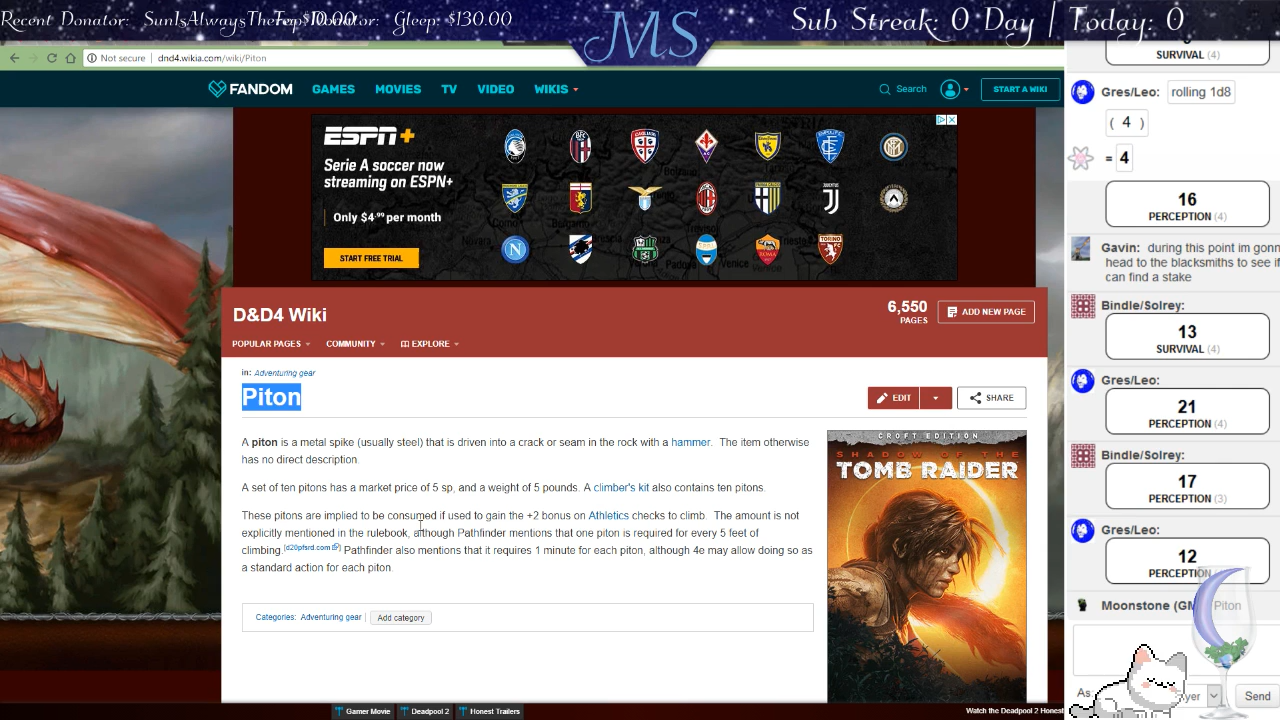 Recent Donator: SunIsAlwaysThere: $10.00
Top Donator: Gleep: $130.00
MS
Sub Streak: 0 Day | Today: 0
Not secure | dnd4.wikia.com/wiki/Piton
FANDOM GAMES MOVIES TV VIDEO WIKIS
Search
START A WIKI
ESPN+
Serie A soccer now
streaming on ESPN+
Only $4.99 per month
START FREE TRIAL
D&D4 Wiki
6,550
PAGES
ADD NEW PAGE
POPULAR PAGES COMMUNITY EXPLORE
in: Adventuring gear
Piton
EDIT
SHARE
A piton is a metal spike (usually steel) that is driven into a crack or seam in the rock with a hammer. The item otherwise
has no direct description.
A set of ten pitons has a market price of 5 sp, and a weight of 5 pounds. A climber's kit also contains ten pitons.
These pitons are implied to be consumed if used to gain the +2 bonus on Athletics checks to climb. The amount is not
explicitly mentioned in the rulebook, although Pathfinder mentions that one piton is required for every 5 feet of
climbing.[d20pfsrd.com] Pathfinder also mentions that it requires 1 minute for each piton, although 4e may allow doing so as
a standard action for each piton.
Categories: Adventuring gear Add category
CROFT EDITION
SHADOW OF THE
TOMB RAIDER
Gamer Movie
Deadpool 2
Honest Trailers
Watch the Deadpool 2 Honest
SURVIVAL (4)
Gres/Leo: rolling 1d8
( 4 )
= 4
16
PERCEPTION (4)
Gavin: during this point im gonn
head to the blacksmiths to see if
can find a stake
Bindle/Solrey:
13
SURVIVAL (4)
Gres/Leo:
21
PERCEPTION (4)
Bindle/Solrey:
17
PERCEPTION (3)
Gres/Leo:
12
PERCEPTION
Moonstone (GM Piton
As
Send